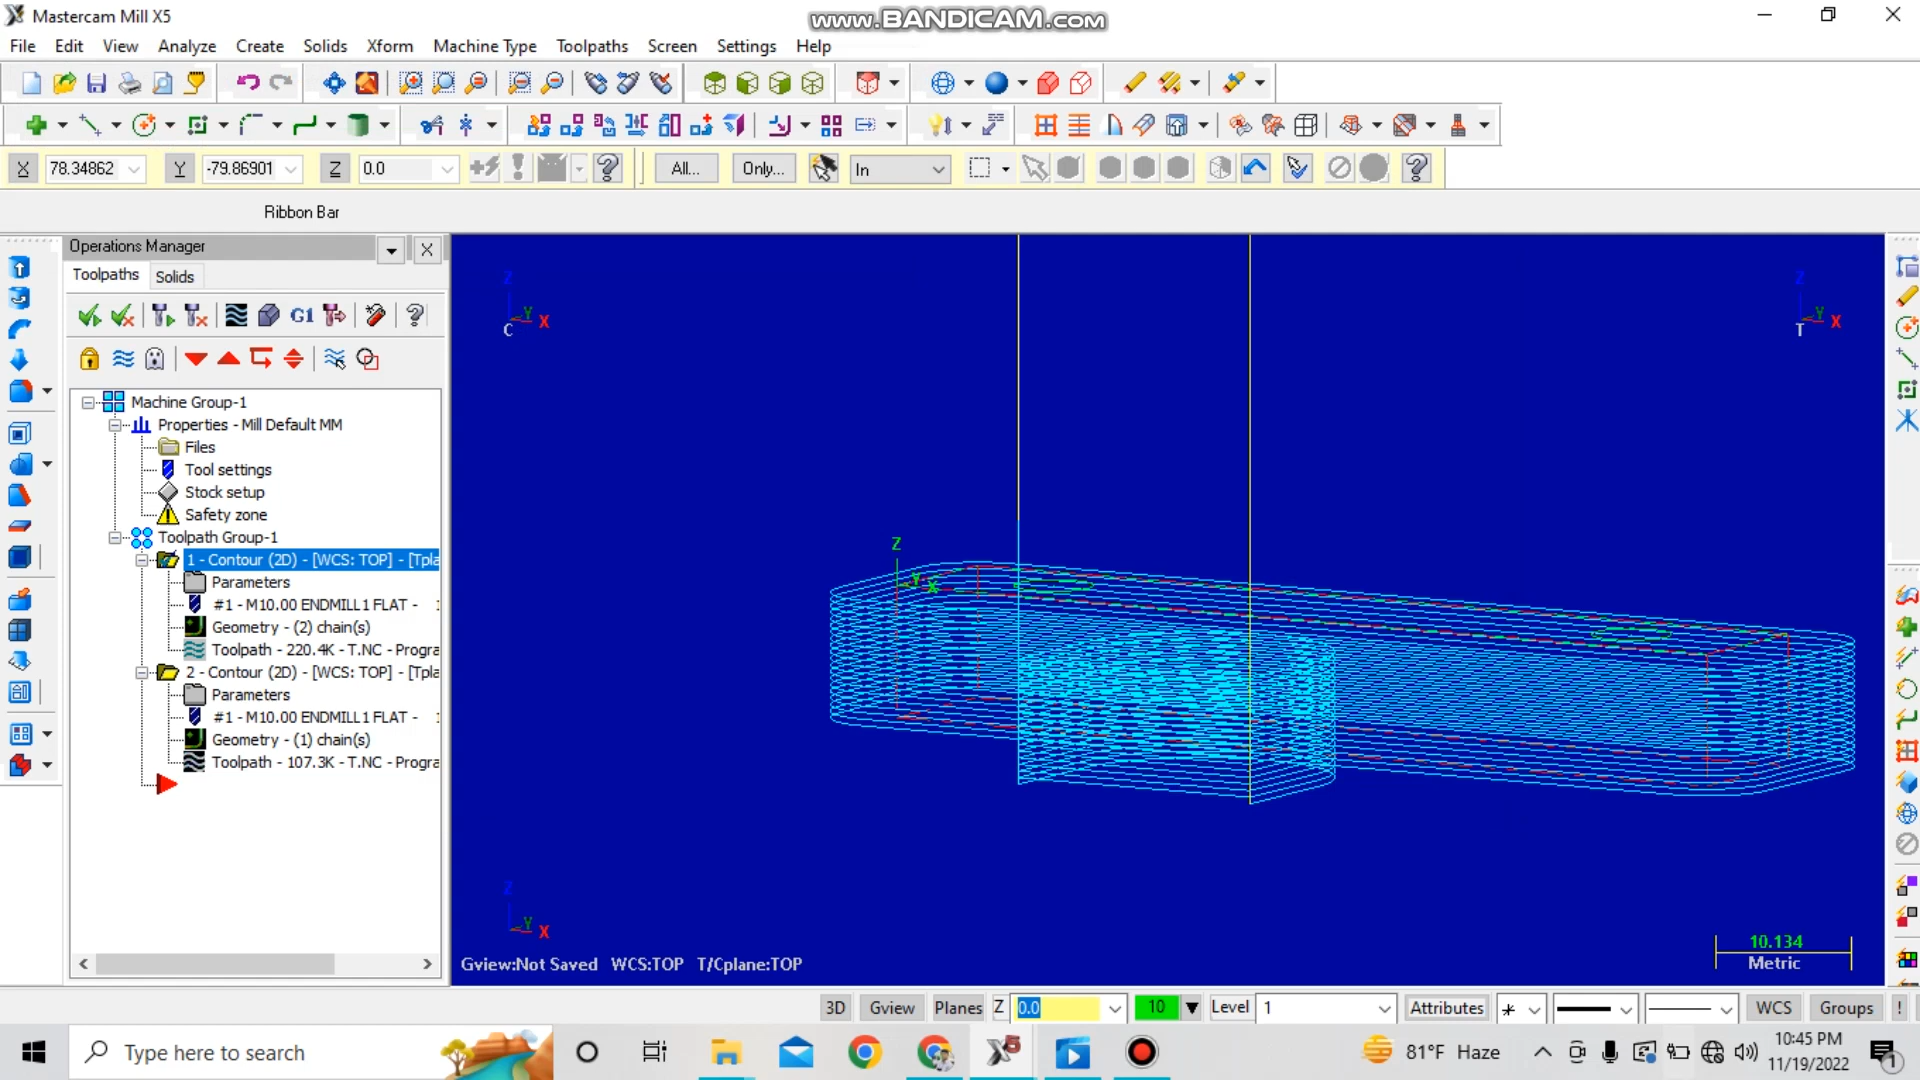 Mastercam Mill X5
www.BANDICAM.com
File Edit View Analyze Create Solids Xform Machine Type Toolpaths Screen Settings Help
X 78.34862 Y -79.86901 Z 0.0 All... Only... In
Ribbon Bar
Operations Manager
Toolpaths Solids
G1
Machine Group-1
Properties - Mill Default MM
Files
Tool settings
Stock setup
Safety zone
Toolpath Group-1
1 - Contour (2D) - [WCS: TOP] - [Tpla
Parameters
#1 - M10.00 ENDMILL1 FLAT -
Geometry - (2) chain(s)
Toolpath - 220.4K - T.NC - Progra
2 - Contour (2D) - [WCS: TOP] - [Tpla
Parameters
#1 - M10.00 ENDMILL1 FLAT -
Geometry - (1) chain(s)
Toolpath - 107.3K - T.NC - Progra
Z
Y X
C
Z
Y X
T
Z
Y X
Z
Y X
10.134
Metric
Gview:Not Saved WCS:TOP T/Cplane:TOP
3D Gview Planes Z 0.0 10 Level 1 Attributes WCS Groups !
Type here to search
81°F Haze
10:45 PM
11/19/2022
1